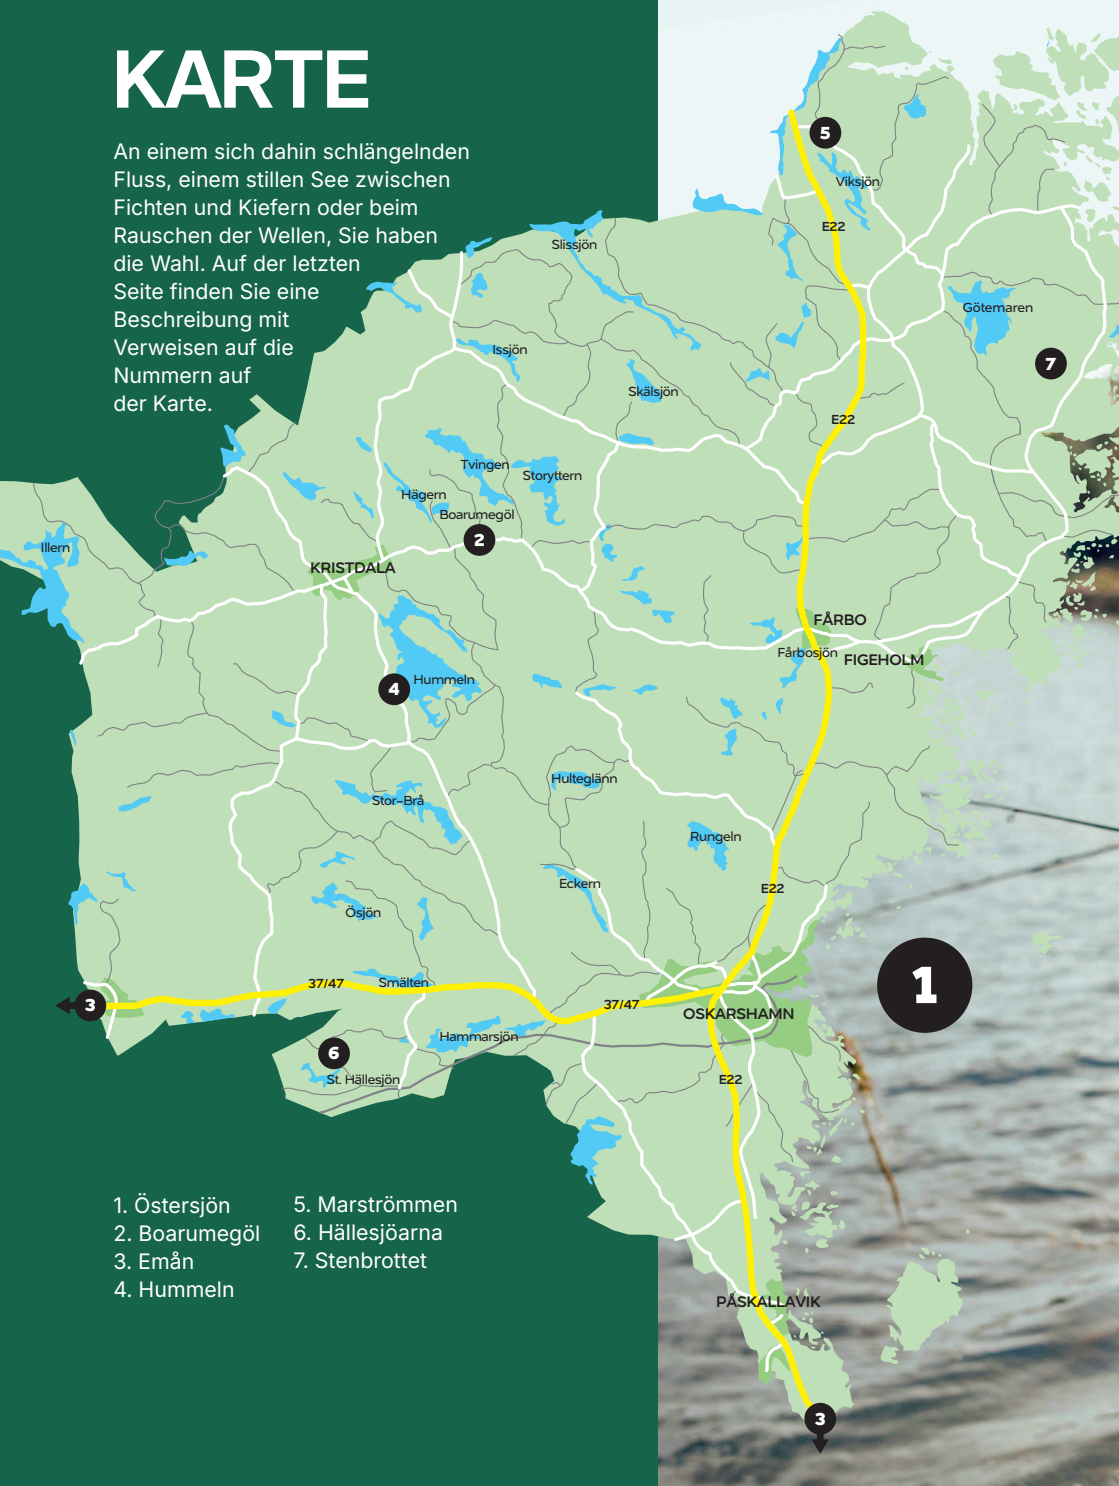 KARTE
An einem sich dahin schlängelnden
Fluss, einem stillen See zwischen
Fichten und Kiefern oder beim
Rauschen der Wellen, Sie haben
die Wahl. Auf der letzten
Seite finden Sie eine
Beschreibung mit
Verweisen auf die
Nummern auf
der Karte.
5
Viksjön
E22
Slissjön
Götemaren
Issjön
7
Skälsjön
E22
Tvingen
Storyttern
Hägern
Boarumegöl
2
Illern
KRISTDALA
FÅRBO
Fårbosjön
FIGEHOLM
Hummeln
4
Hulteglänn
Stor-Brå
Rungeln
Eckern
E22
Ösjön
37/47
Smälten
1
3
37/47
OSKARSHAMN
Hammarsjön
6
St. Hällesjön
E22
1. Östersjön
2. Boarumegöl
3. Emån
4. Hummeln
5. Marströmmen
6. Hällesjöarna
7. Stenbrottet
PÅSKALLAVIK
3